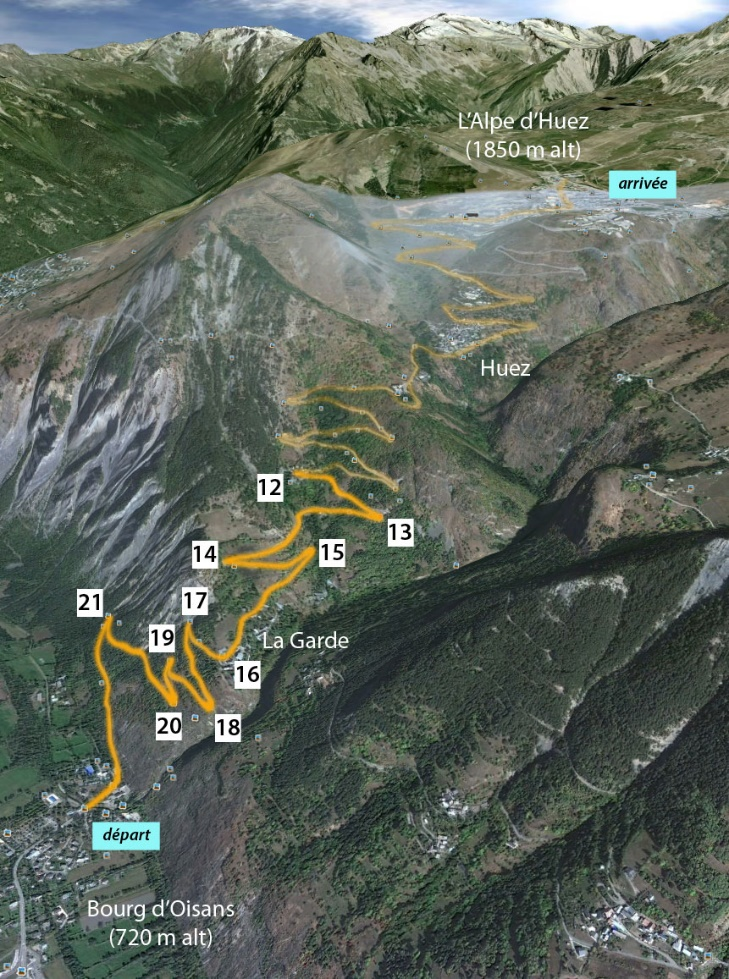 L'Alpe d'Huez
(1850 m alt)
arrivée
Huez
12
13
14
15
21
17
19
La Garde
16
20
18
départ
Bourg d'Oisans
(720 m alt)